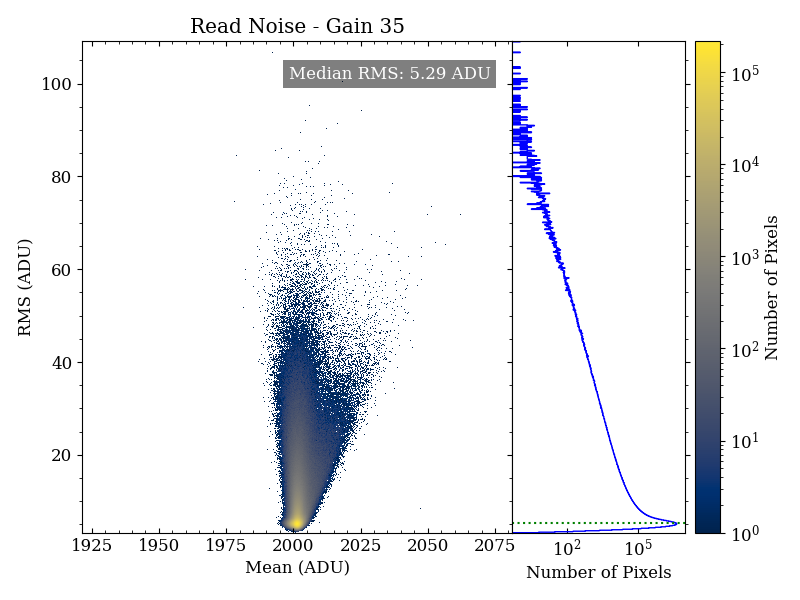 Read Noise - Gain 35
Median RMS: 5.29 ADU
100
80
60
40
20
RMS (ADU)
1925 1950 1975 2000 2025 2050 2075
Mean (ADU)
10² 10⁵
Number of Pixels
10⁵
10⁴
10³
10²
10¹
10⁰
Number of Pixels